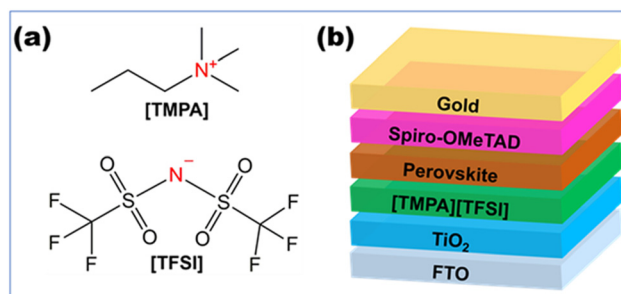 (a)
N+
[TMPA]
O O
N−
F S S F
F O O F
F F
[TFSI]
(b)
Gold
Spiro-OMeTAD
Perovskite
[TMPA][TFSI]
TiO2
FTO